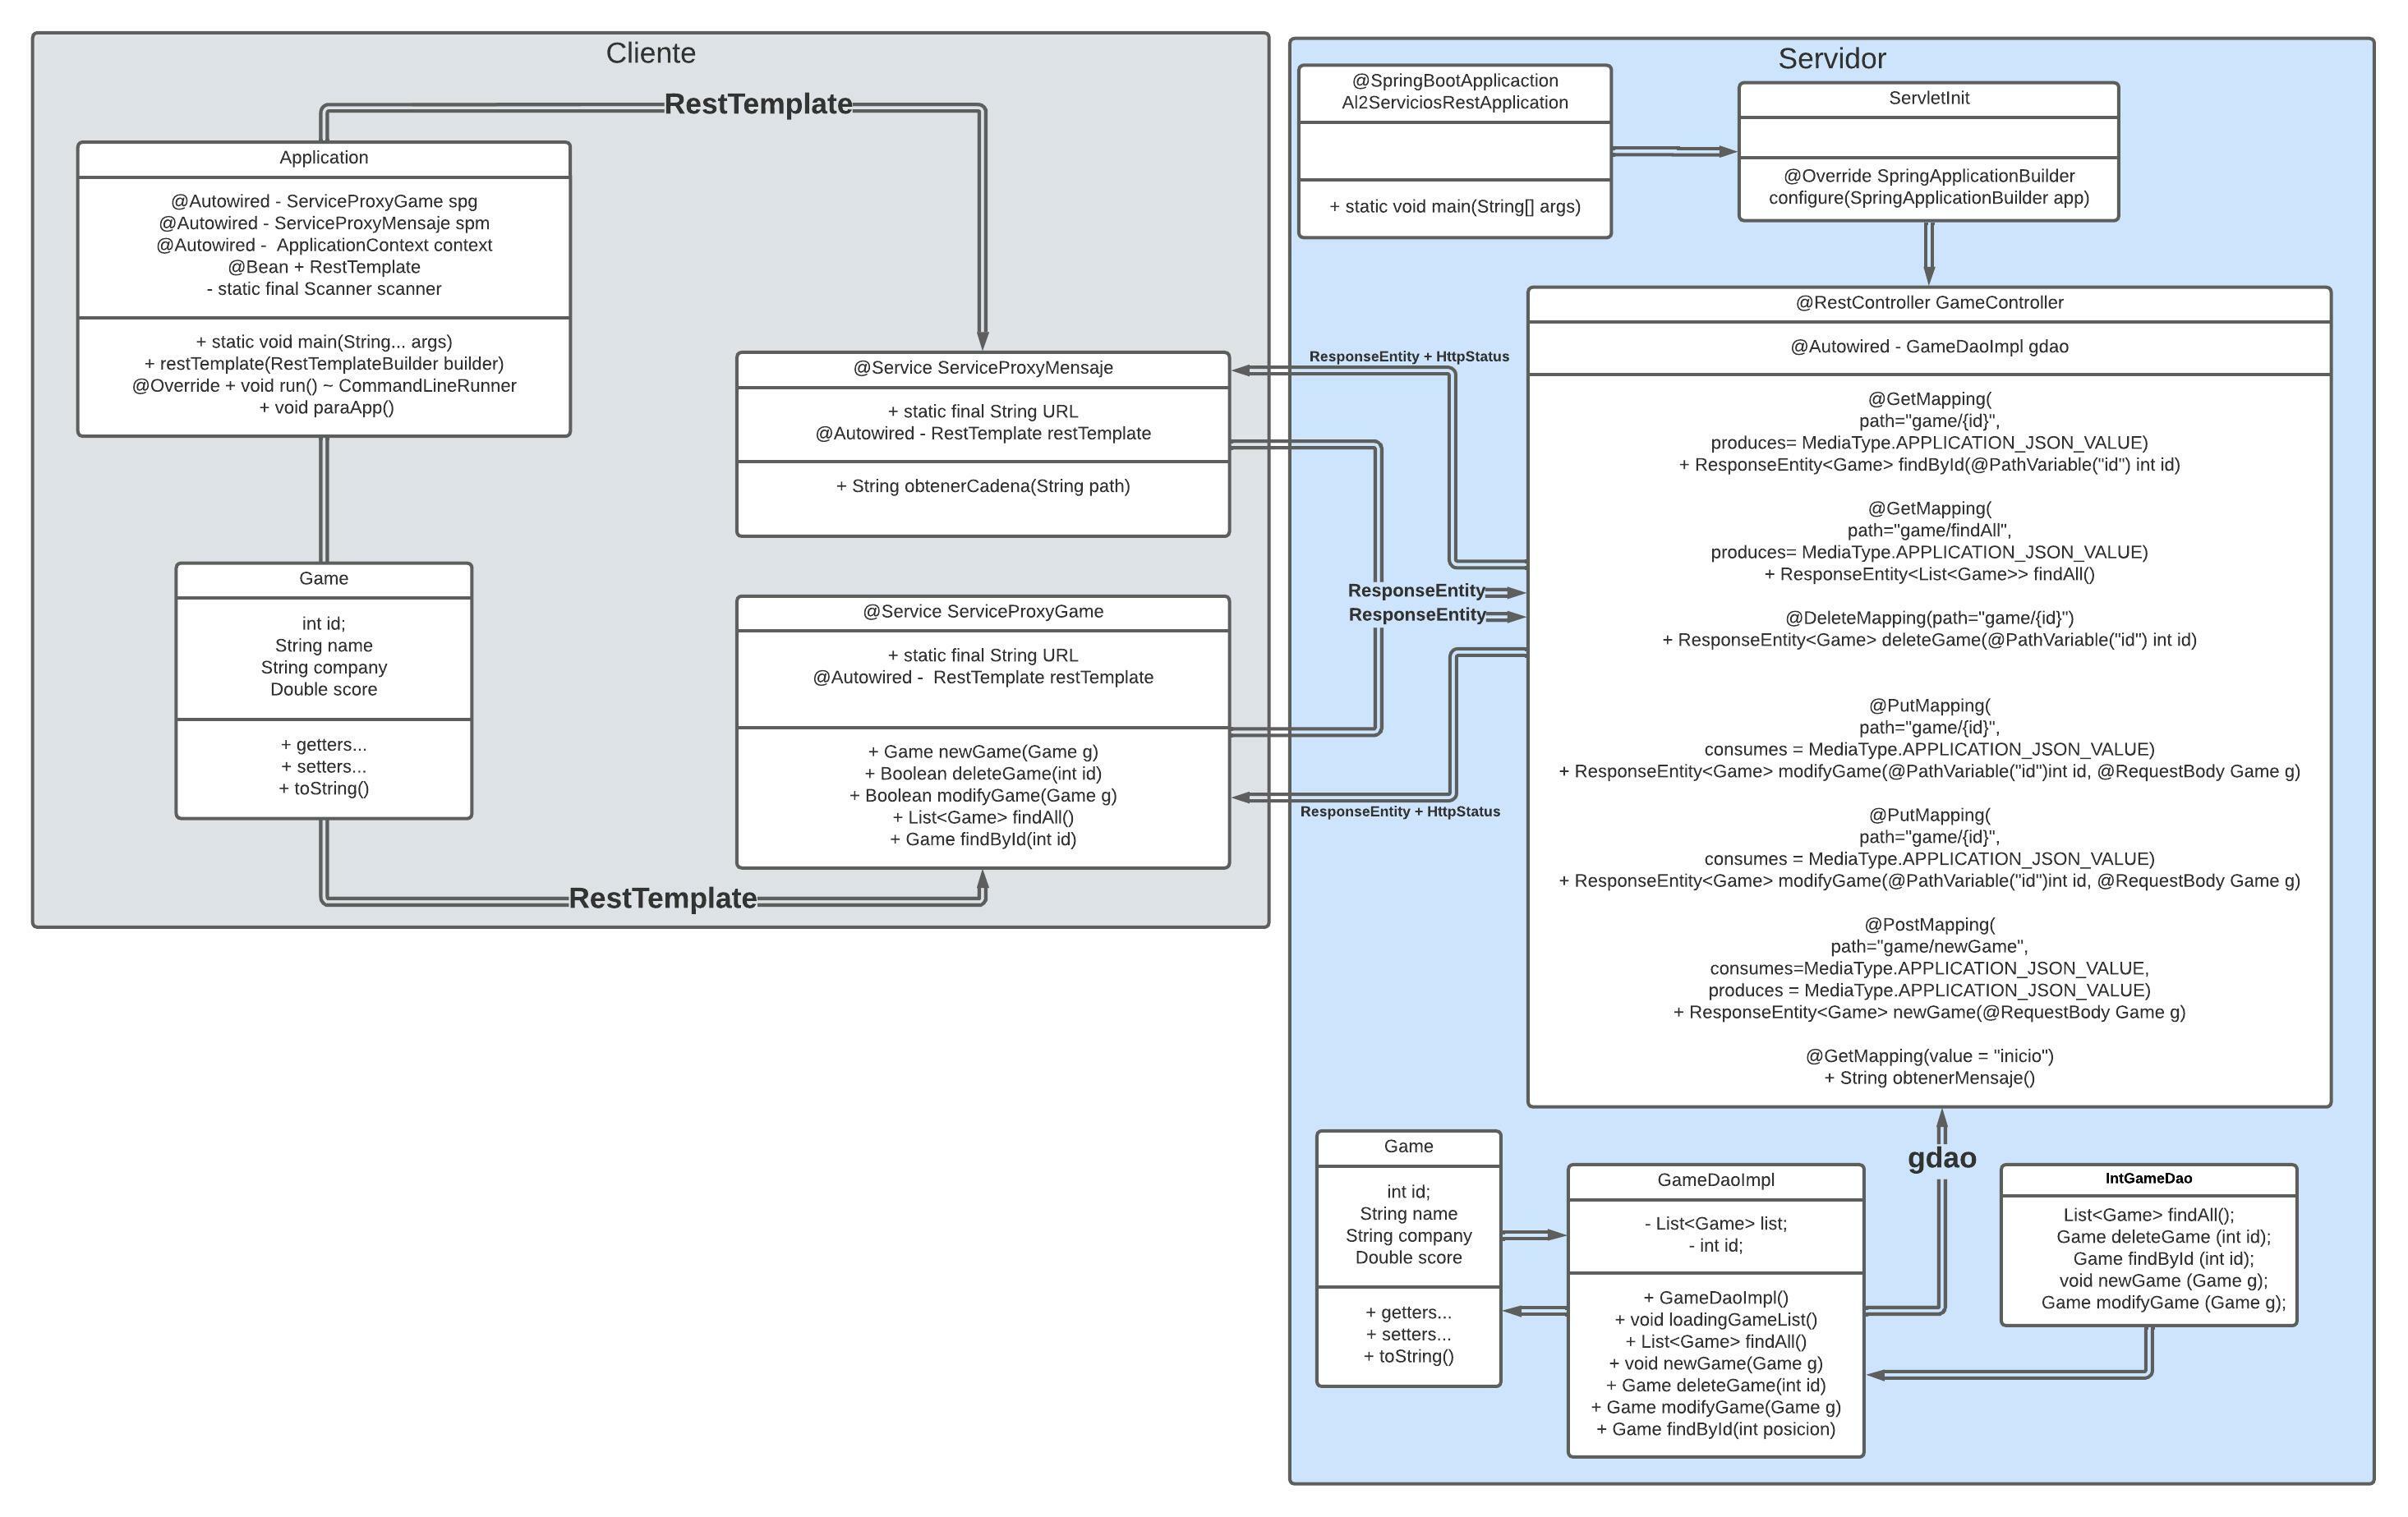 Cliente
RestTemplate
Application
@Autowired - ServiceProxyGame spg
@Autowired - ServiceProxyMensaje spm
@Autowired -  ApplicationContext context
@Bean + RestTemplate
- static final Scanner scanner
+ static void main(String... args)
+ restTemplate(RestTemplateBuilder builder)
@Override + void run() ~ CommandLineRunner
+ void paraApp()
@Service ServiceProxyMensaje
+ static final String URL
@Autowired - RestTemplate restTemplate
+ String obtenerCadena(String path)
Game
int id;
String name
String company
Double score
+ getters...
+ setters...
+ toString()
@Service ServiceProxyGame
+ static final String URL
@Autowired -  RestTemplate restTemplate
+ Game newGame(Game g)
+ Boolean deleteGame(int id)
+ Boolean modifyGame(Game g)
+ List<Game> findAll()
+ Game findById(int id)
RestTemplate
Servidor
@SpringBootApplicaction
AI2ServiciosRestApplication
+ static void main(String[] args)
ServletInit
@Override SpringApplicationBuilder
configure(SpringApplicationBuilder app)
ResponseEntity + HttpStatus
ResponseEntity
ResponseEntity
ResponseEntity + HttpStatus
@RestController GameController
@Autowired - GameDaoImpl gdao
@GetMapping(
path="game/{id}",
produces= MediaType.APPLICATION_JSON_VALUE)
+ ResponseEntity<Game> findById(@PathVariable("id") int id)
@GetMapping(
path="game/findAll",
produces= MediaType.APPLICATION_JSON_VALUE)
+ ResponseEntity<List<Game>> findAll()
@DeleteMapping(path="game/{id}")
+ ResponseEntity<Game> deleteGame(@PathVariable("id") int id)
@PutMapping(
path="game/{id}",
consumes = MediaType.APPLICATION_JSON_VALUE)
+ ResponseEntity<Game> modifyGame(@PathVariable("id")int id, @RequestBody Game g)
@PutMapping(
path="game/{id}",
consumes = MediaType.APPLICATION_JSON_VALUE)
+ ResponseEntity<Game> modifyGame(@PathVariable("id")int id, @RequestBody Game g)
@PostMapping(
path="game/newGame",
consumes=MediaType.APPLICATION_JSON_VALUE,
produces = MediaType.APPLICATION_JSON_VALUE)
+ ResponseEntity<Game> newGame(@RequestBody Game g)
@GetMapping(value = "inicio")
+ String obtenerMensaje()
Game
int id;
String name
String company
Double score
+ getters...
+ setters...
+ toString()
GameDaoImpl
- List<Game> list;
- int id;
+ GameDaoImpl()
+ void loadingGameList()
+ List<Game> findAll()
+ void newGame(Game g)
+ Game deleteGame(int id)
+ Game modifyGame(Game g)
+ Game findById(int posicion)
gdao
IntGameDao
List<Game> findAll();
Game deleteGame (int id);
Game findById (int id);
void newGame (Game g);
Game modifyGame (Game g);